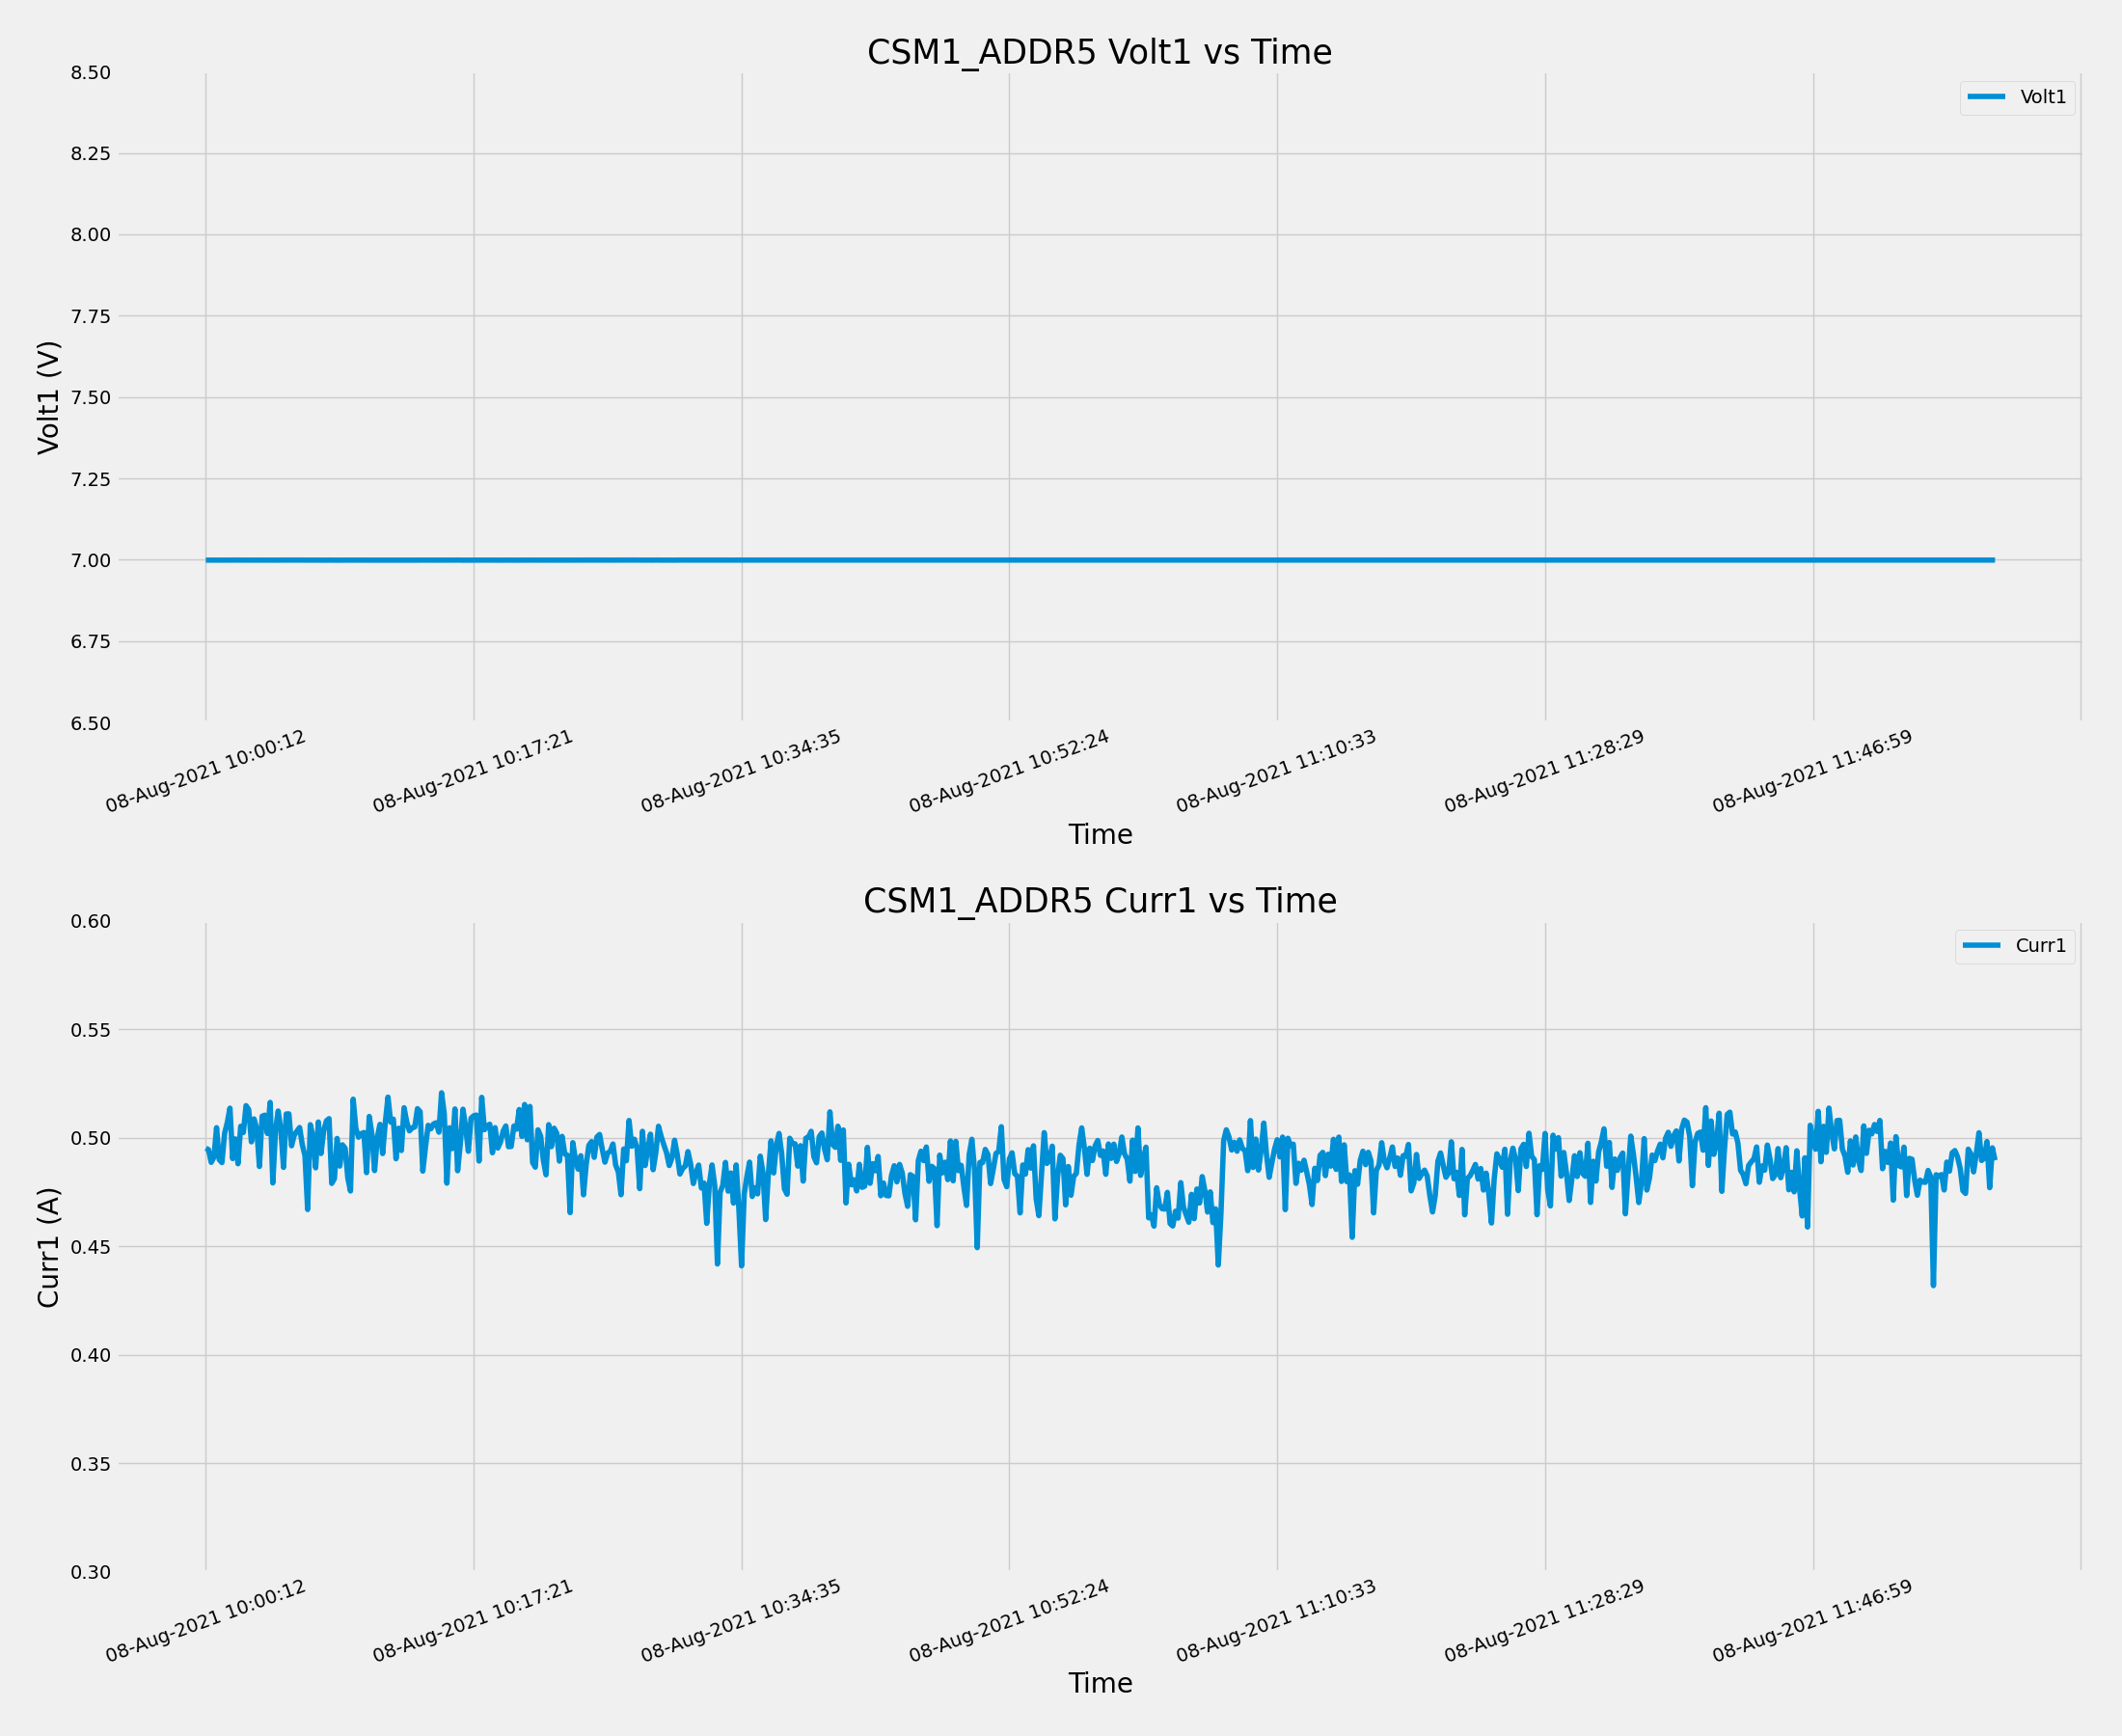 CSM1_ADDR5 Volt1 vs Time
Volt1
Volt1 (V)
8.50
8.25
8.00
7.75
7.50
7.25
7.00
6.75
6.50
08-Aug-2021 10:00:12
08-Aug-2021 10:17:21
08-Aug-2021 10:34:35
08-Aug-2021 10:52:24
08-Aug-2021 11:10:33
08-Aug-2021 11:28:29
08-Aug-2021 11:46:59
Time
CSM1_ADDR5 Curr1 vs Time
Curr1
Curr1 (A)
0.60
0.55
0.50
0.45
0.40
0.35
0.30
08-Aug-2021 10:00:12
08-Aug-2021 10:17:21
08-Aug-2021 10:34:35
08-Aug-2021 10:52:24
08-Aug-2021 11:10:33
08-Aug-2021 11:28:29
08-Aug-2021 11:46:59
Time